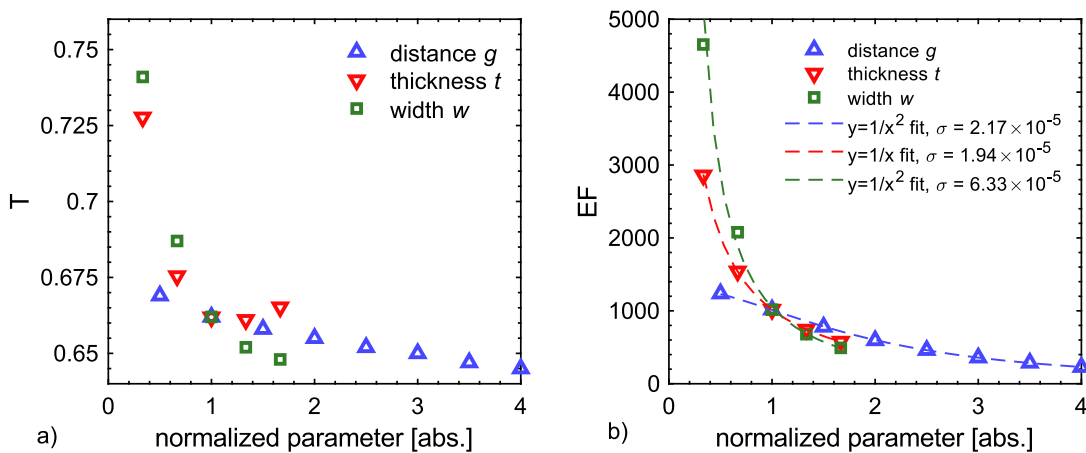 0.75
0.725
0.7
0.675
0.65
T
0 1 2 3 4
normalized parameter [abs.]
a)
distance g
thickness t
width w
5000
4000
3000
2000
1000
0
EF
0 1 2 3 4
normalized parameter [abs.]
b)
distance g
thickness t
width w
y=1/x² fit, σ = 2.17×10⁻⁵
y=1/x fit, σ = 1.94×10⁻⁵
y=1/x² fit, σ = 6.33×10⁻⁵